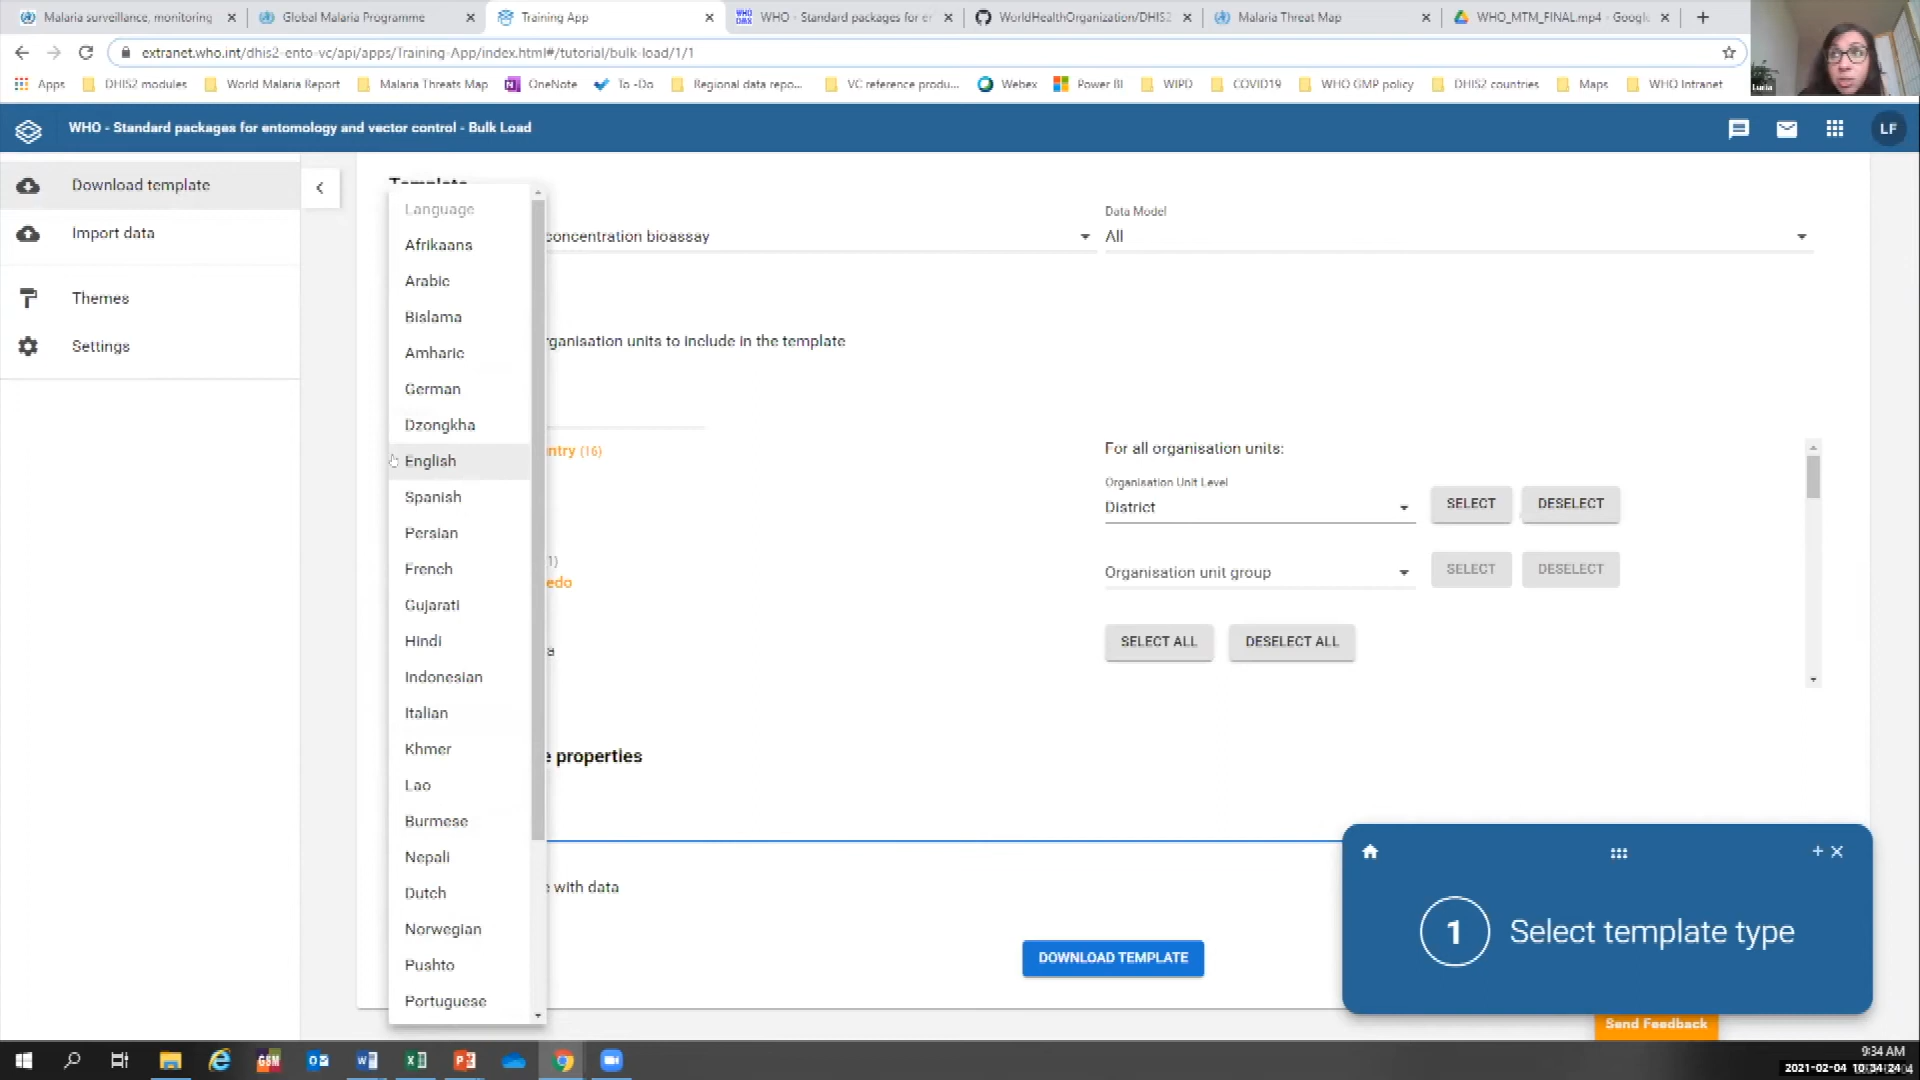 Malaria surveillance, monitoring
Global Malaria Programme
Training App
WHO - Standard packages for e
WorldHealthOrganization/DHIS2
Malaria Threat Map
WHO_MTM_FINAL.mp4 - Google
extranet.who.int/dhis2-ento-vc/api/apps/Training-App/index.html#/tutorial/bulk-load/1/1
Apps
DHIS2 modules
World Malaria Report
Malaria Threats Map
OneNote
To -Do
Regional data repo...
VC reference produ...
Webex
Power BI
WIPD
COVID19
WHO GMP policy
DHIS2 countries
Maps
WHO Intranet
Lucia
WHO - Standard packages for entomology and vector control - Bulk Load
LF
Download template
Import data
Themes
Settings
Template
Language
Afrikaans
Arabic
Bislama
Amharic
German
Dzongkha
English
Spanish
Persian
French
Gujarati
Hindi
Indonesian
Italian
Khmer
Lao
Burmese
Nepali
Dutch
Norwegian
Pushto
Portuguese
concentration bioassay
Data Model
All
rganisation units to include in the template
ntry (16)
1)
edo
a
For all organisation units:
Organisation Unit Level
District
SELECT
DESELECT
Organisation unit group
SELECT
DESELECT
SELECT ALL
DESELECT ALL
e properties
e with data
DOWNLOAD TEMPLATE
1
Select template type
Send Feedback
9:34 AM
2021-02-04 10:34:24